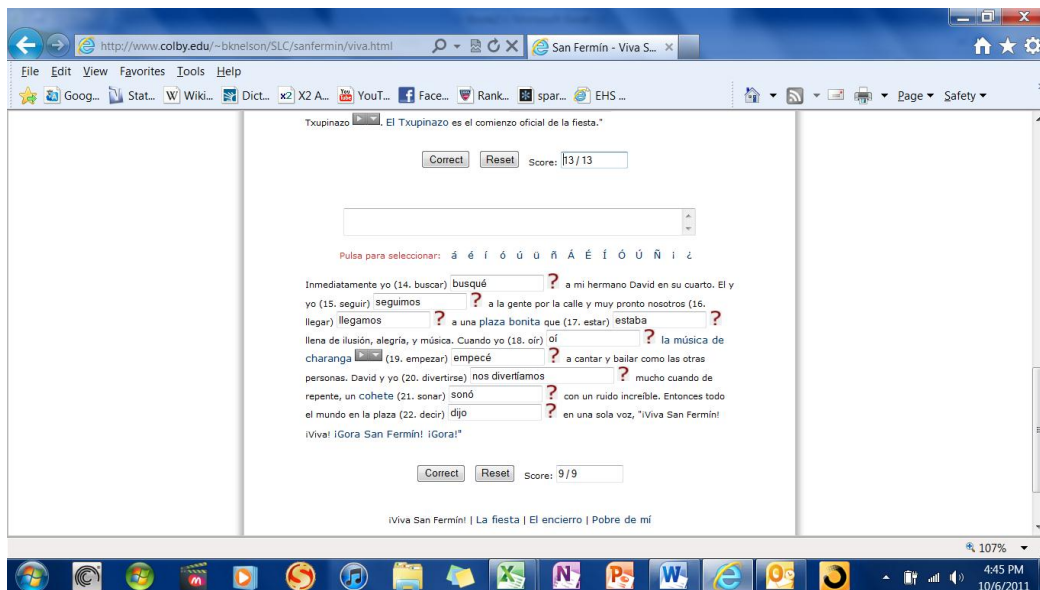 http://www.colby.edu/~bknelson/SLC/sanfermin/viva.html San Fermín - Viva S...
File Edit View Favorites Tools Help
Goog... Stat... Wiki... Dict... X2 A... YouT... Face... Rank... spar... EHS ... Page Safety
Txupinazo . El Txupinazo es el comienzo oficial de la fiesta."
Correct Reset Score: 13 / 13
Pulsa para seleccionar: á é í ó ú ü ñ Á É Í Ó Ú Ñ ¡ ¿
Inmediatamente yo (14. buscar) busqué ? a mi hermano David en su cuarto. El y
yo (15. seguir) seguimos ? a la gente por la calle y muy pronto nosotros (16.
llegar) llegamos ? a una plaza bonita que (17. estar) estaba ?
llena de ilusión, alegría, y música. Cuando yo (18. oír) oí ? la música de
charanga (19. empezar) empecé ? a cantar y bailar como las otras
personas. David y yo (20. divertirse) nos divertíamos ? mucho cuando de
repente, un cohete (21. sonar) sonó ? con un ruido increíble. Entonces todo
el mundo en la plaza (22. decir) dijo ? en una sola voz, "¡Viva San Fermín!
¡Viva! ¡Gora San Fermín! ¡Gora!"
Correct Reset Score: 9 / 9
¡Viva San Fermín! | La fiesta | El encierro | Pobre de mí
107%
4:45 PM
10/6/2011